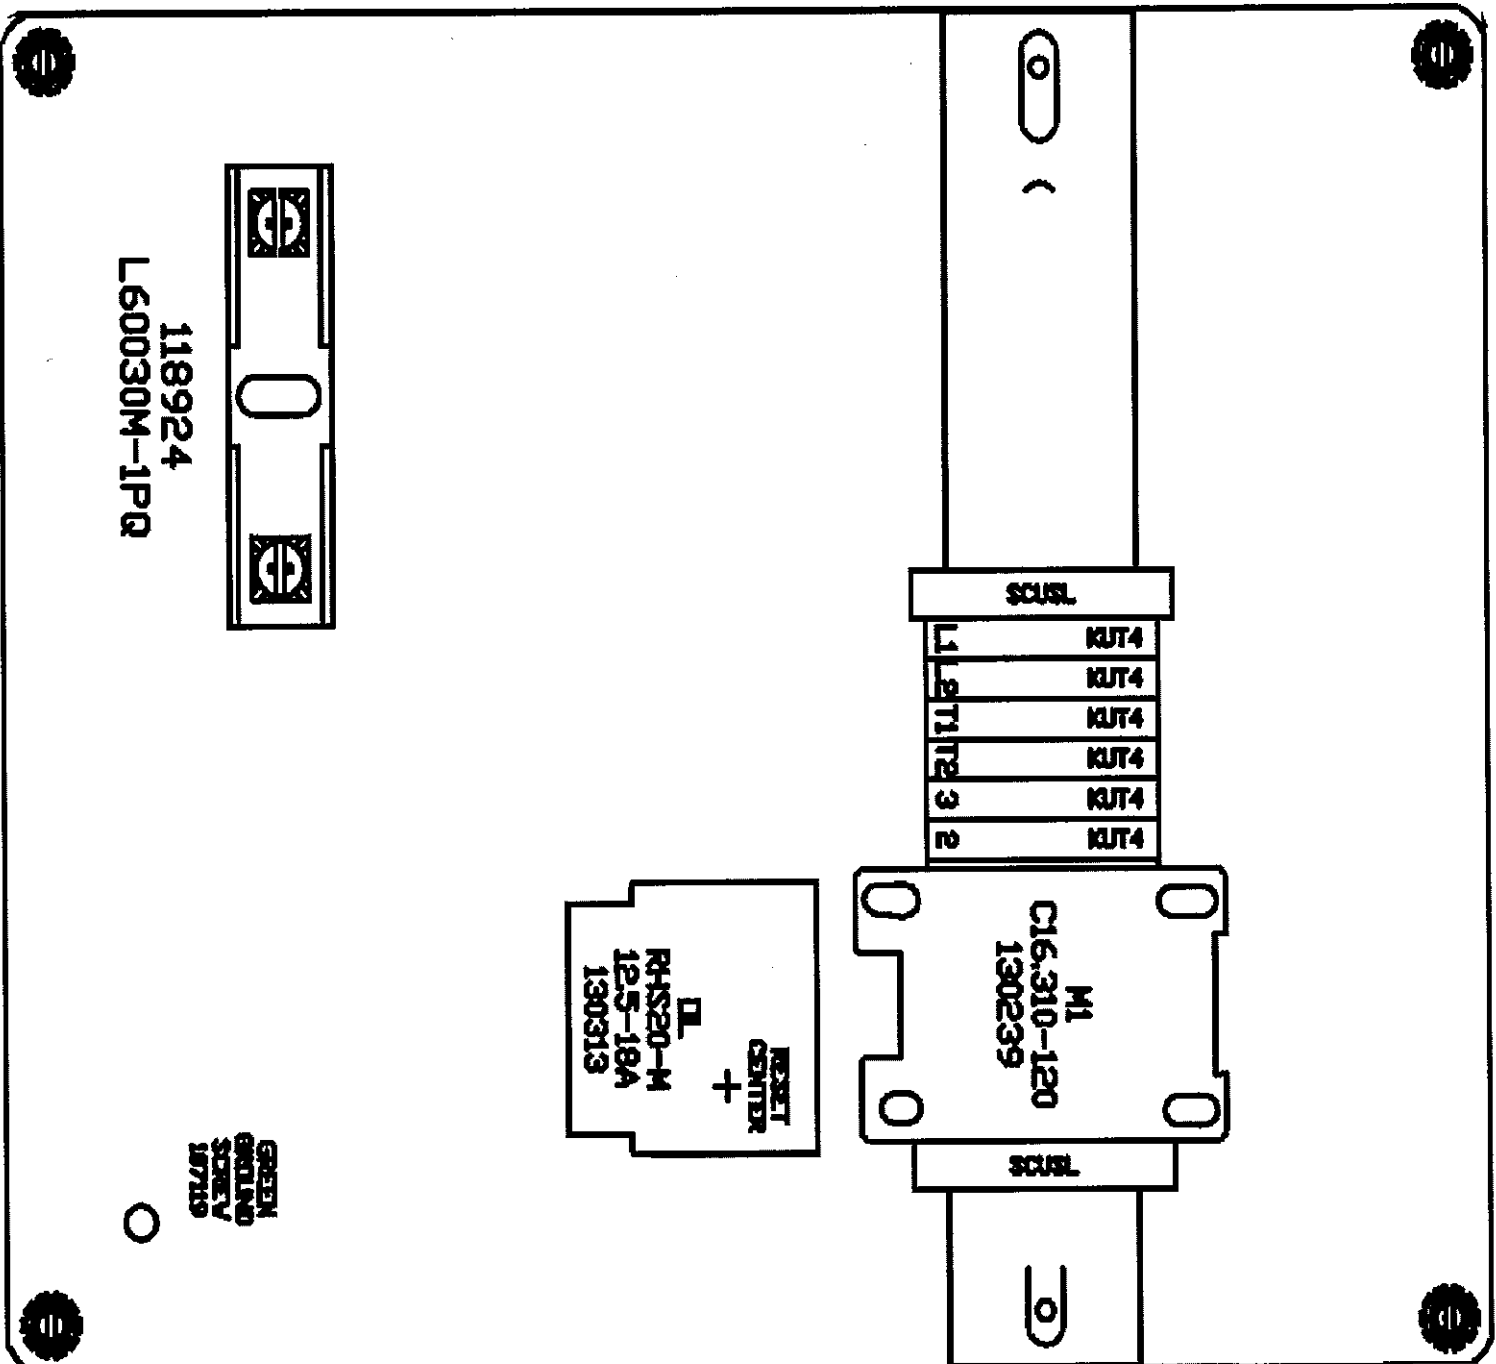 118924
L60030M-1PQ
SCUSL
L1 KUT4
L2 KUT4
T1 KUT4
T2 KUT4
3 KUT4
2 KUT4
M1
C16.310-120
130239
RESET
CENTER
+
OL
RHS20-M
12.5-18A
130313
SCUSL
GREEN
GROUND
SCREW
187119